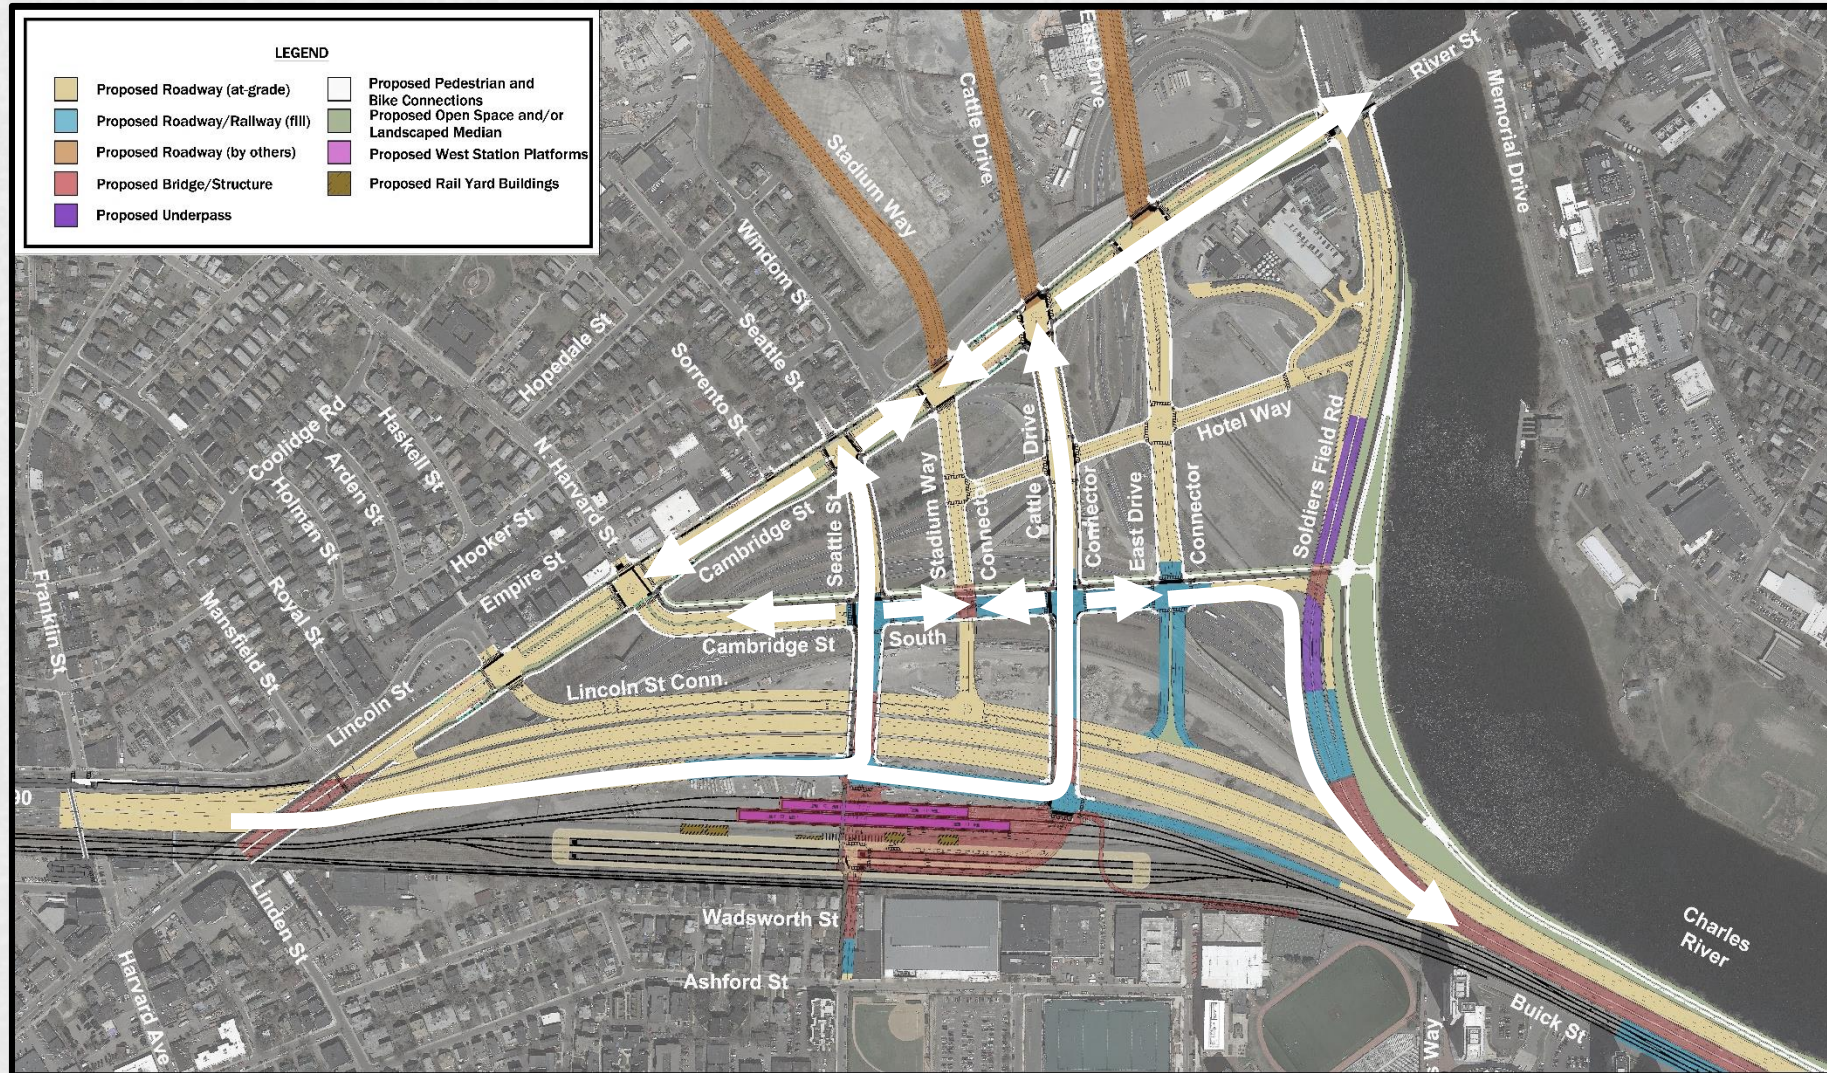 LEGEND
Proposed Roadway (at-grade)
Proposed Roadway/Railway (fill)
Proposed Roadway (by others)
Proposed Bridge/Structure
Proposed Underpass
Proposed Pedestrian and
Bike Connections
Proposed Open Space and/or
Landscaped Median
Proposed West Station Platforms
Proposed Rail Yard Buildings
River St
Memorial Drive
East Drive
Cattle Drive
Stadium Way
Windom St
Seattle St
Hopedale St
Sorrento St
Coolidge Rd
Haskell St
Arden St
Holman St
N. Harvard St
Hooker St
Empire St
Royal St
Mansfield St
Franklin St
Lincoln St
Cambridge St
Seattle St
Stadium Way
Connector
Cattle Drive
Connector
East Drive
Connector
Hotel Way
Soldiers Field Rd
Cambridge St
South
Lincoln St Conn.
90
Linden St
Harvard Ave
Wadsworth St
Ashford St
Buick St
s Way
Charles
River